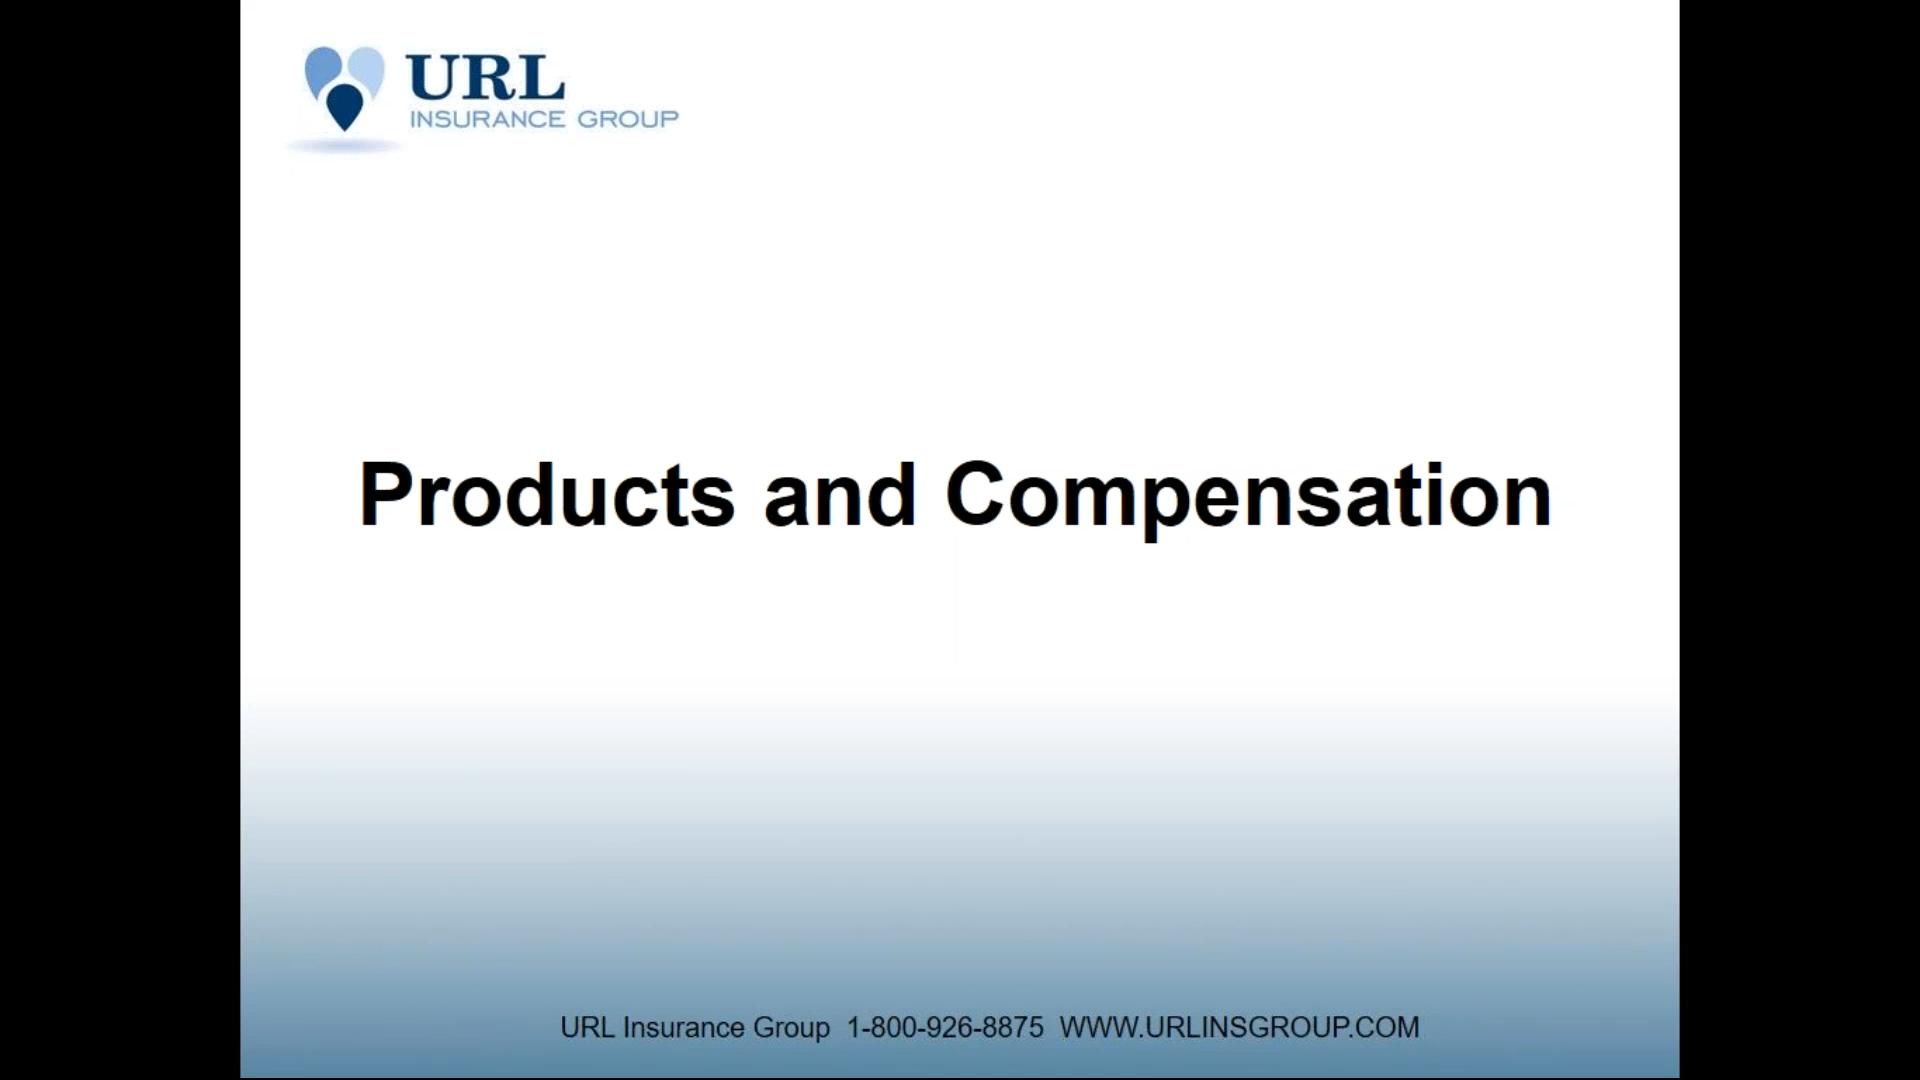 URL
INSURANCE GROUP
Products and Compensation
URL Insurance Group 1-800-926-8875 WWW.URLINSGROUP.COM